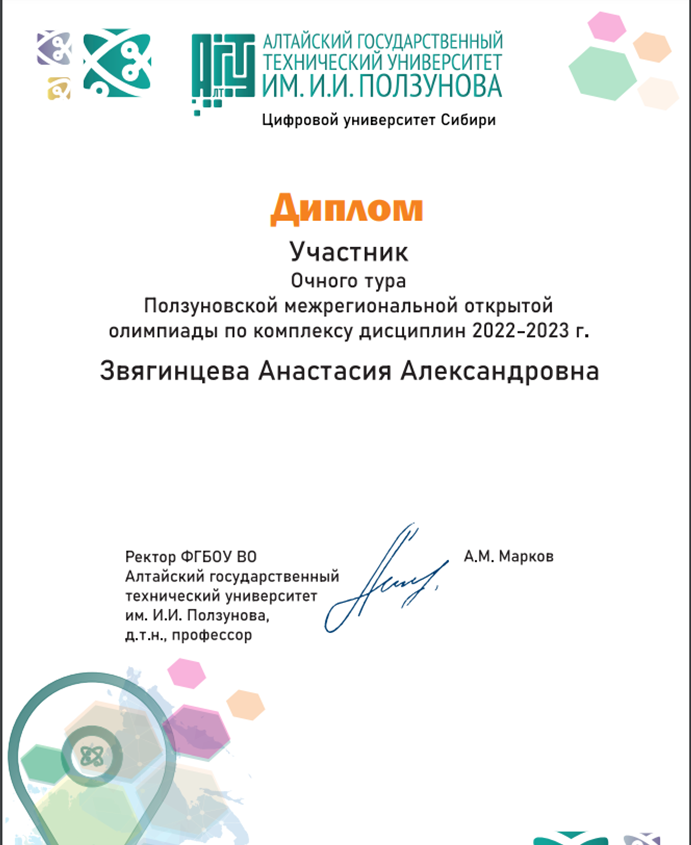 АлтГТУ
АЛТАЙСКИЙ ГОСУДАРСТВЕННЫЙ
ТЕХНИЧЕСКИЙ УНИВЕРСИТЕТ
ИМ. И.И. ПОЛЗУНОВА
Цифровой университет Сибири
Диплом
Участник
Очного тура
Ползуновской межрегиональной открытой
олимпиады по комплексу дисциплин 2022-2023 г.
Звягинцева Анастасия Александровна
Ректор ФГБОУ ВО
Алтайский государственный
технический университет
им. И.И. Ползунова,
д.т.н., профессор
А.М. Марков